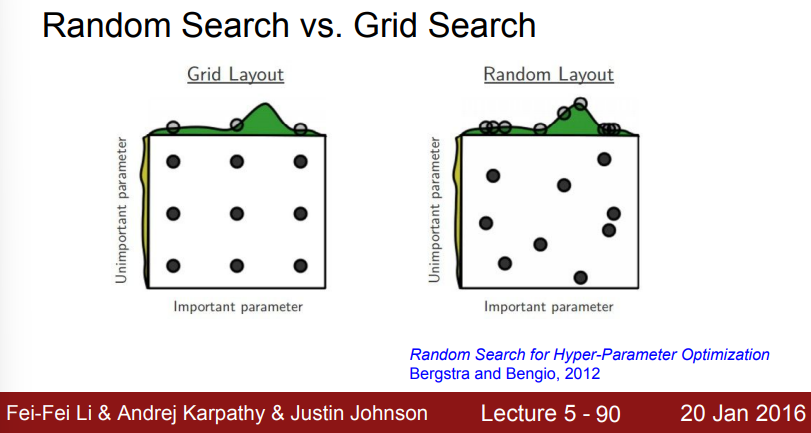 Random Search vs. Grid Search
Grid Layout
Random Layout
Unimportant parameter
Unimportant parameter
Important parameter
Important parameter
Random Search for Hyper-Parameter Optimization
Bergstra and Bengio, 2012
Fei-Fei Li & Andrej Karpathy & Justin Johnson
Lecture 5 - 90
20 Jan 2016